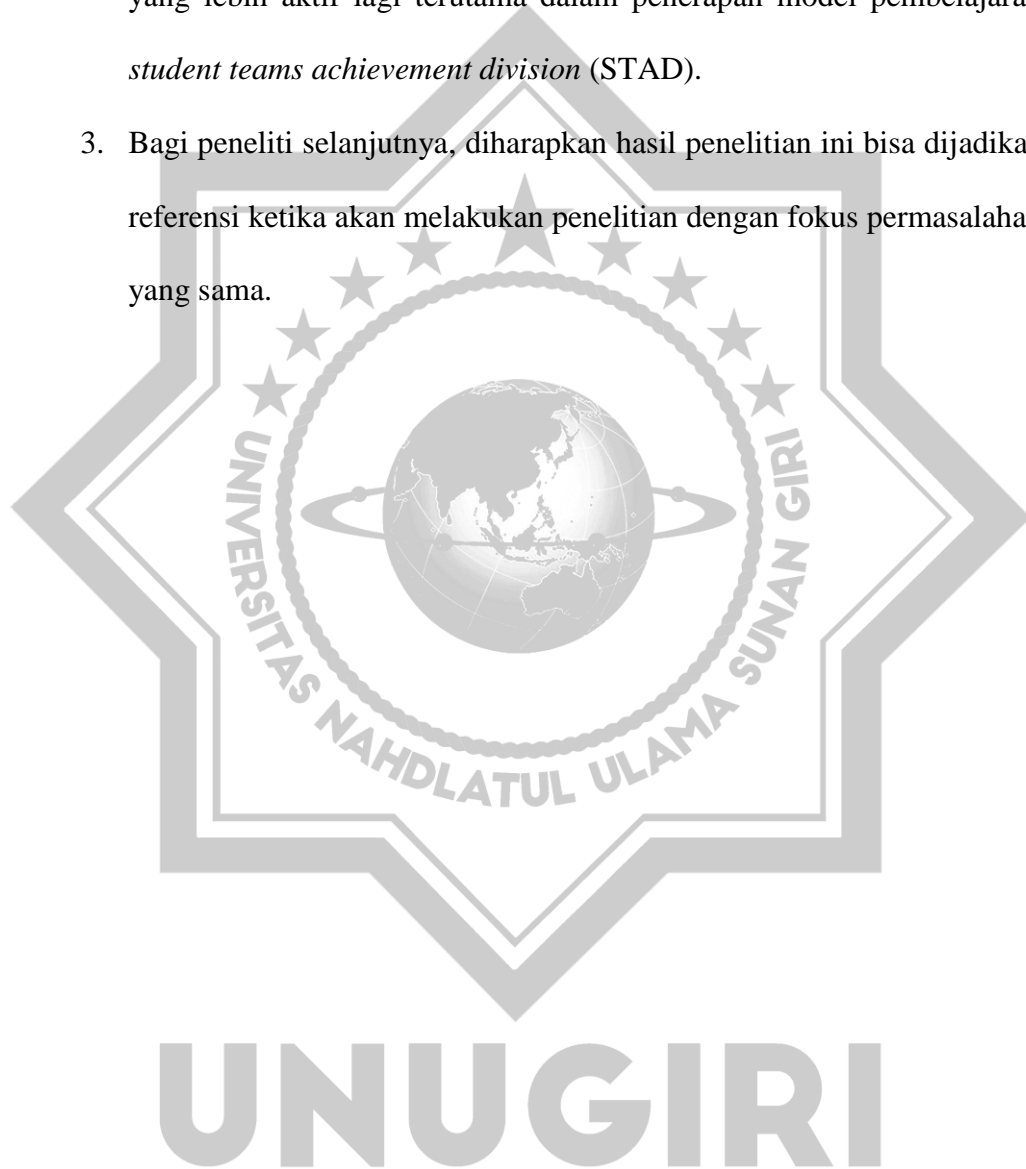 yang lebih aktif lagi terutama dalam penerapan model pembelajara
student teams achievement division (STAD).
3. Bagi peneliti selanjutnya, diharapkan hasil penelitian ini bisa dijadika
referensi ketika akan melakukan penelitian dengan fokus permasalaha
yang sama.
UNIVERSITAS NAHDLATUL ULAMA SUNAN GIRI
UNUGIRI